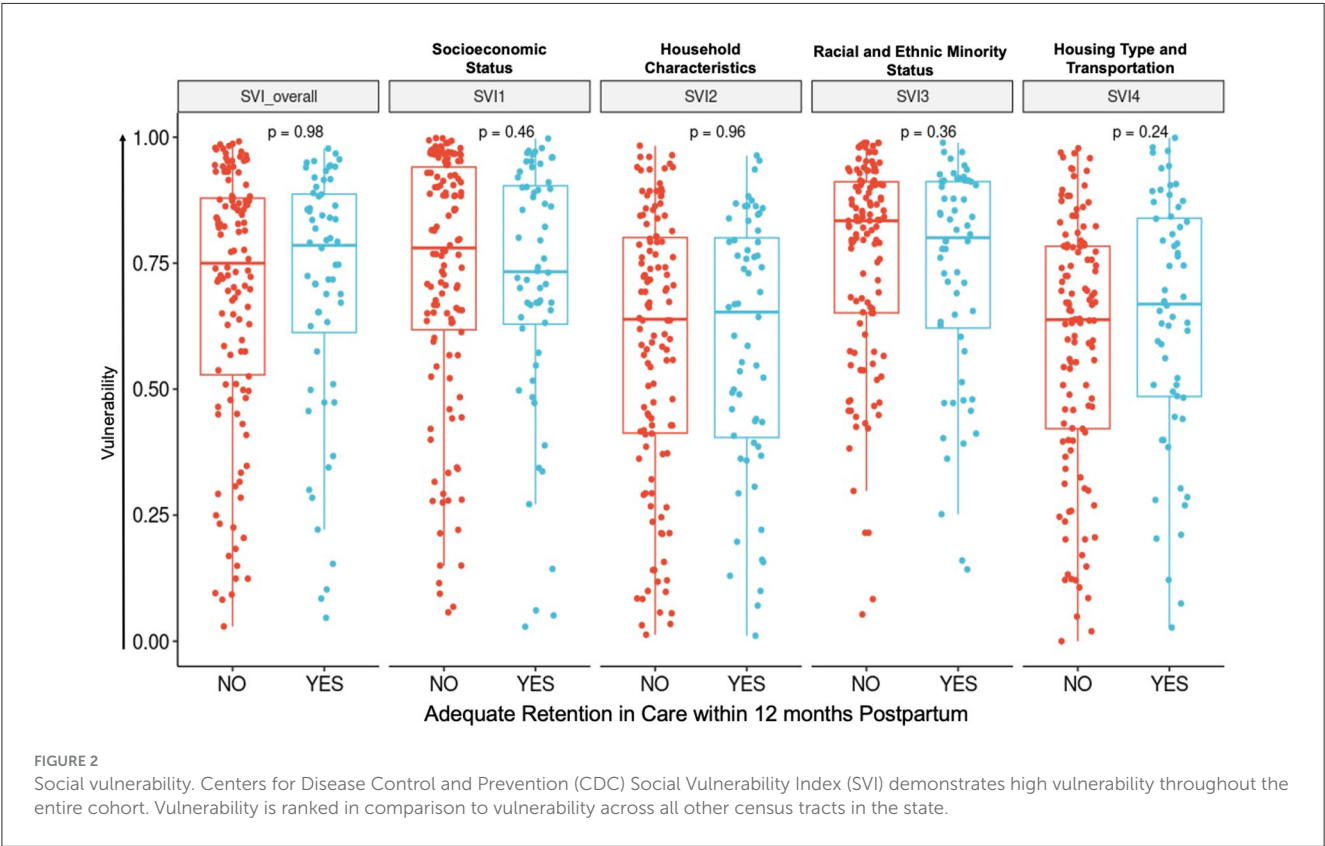 Socioeconomic
Status
Household
Characteristics
Racial and Ethnic Minority
Status
Housing Type and
Transportation
SVI_overall
SVI1
SVI2
SVI3
SVI4
p = 0.98
p = 0.46
p = 0.96
p = 0.36
p = 0.24
1.00
0.75
0.50
0.25
0.00
Vulnerability
NO
YES
NO
YES
NO
YES
NO
YES
NO
YES
Adequate Retention in Care within 12 months Postpartum
FIGURE 2
Social vulnerability. Centers for Disease Control and Prevention (CDC) Social Vulnerability Index (SVI) demonstrates high vulnerability throughout the
entire cohort. Vulnerability is ranked in comparison to vulnerability across all other census tracts in the state.